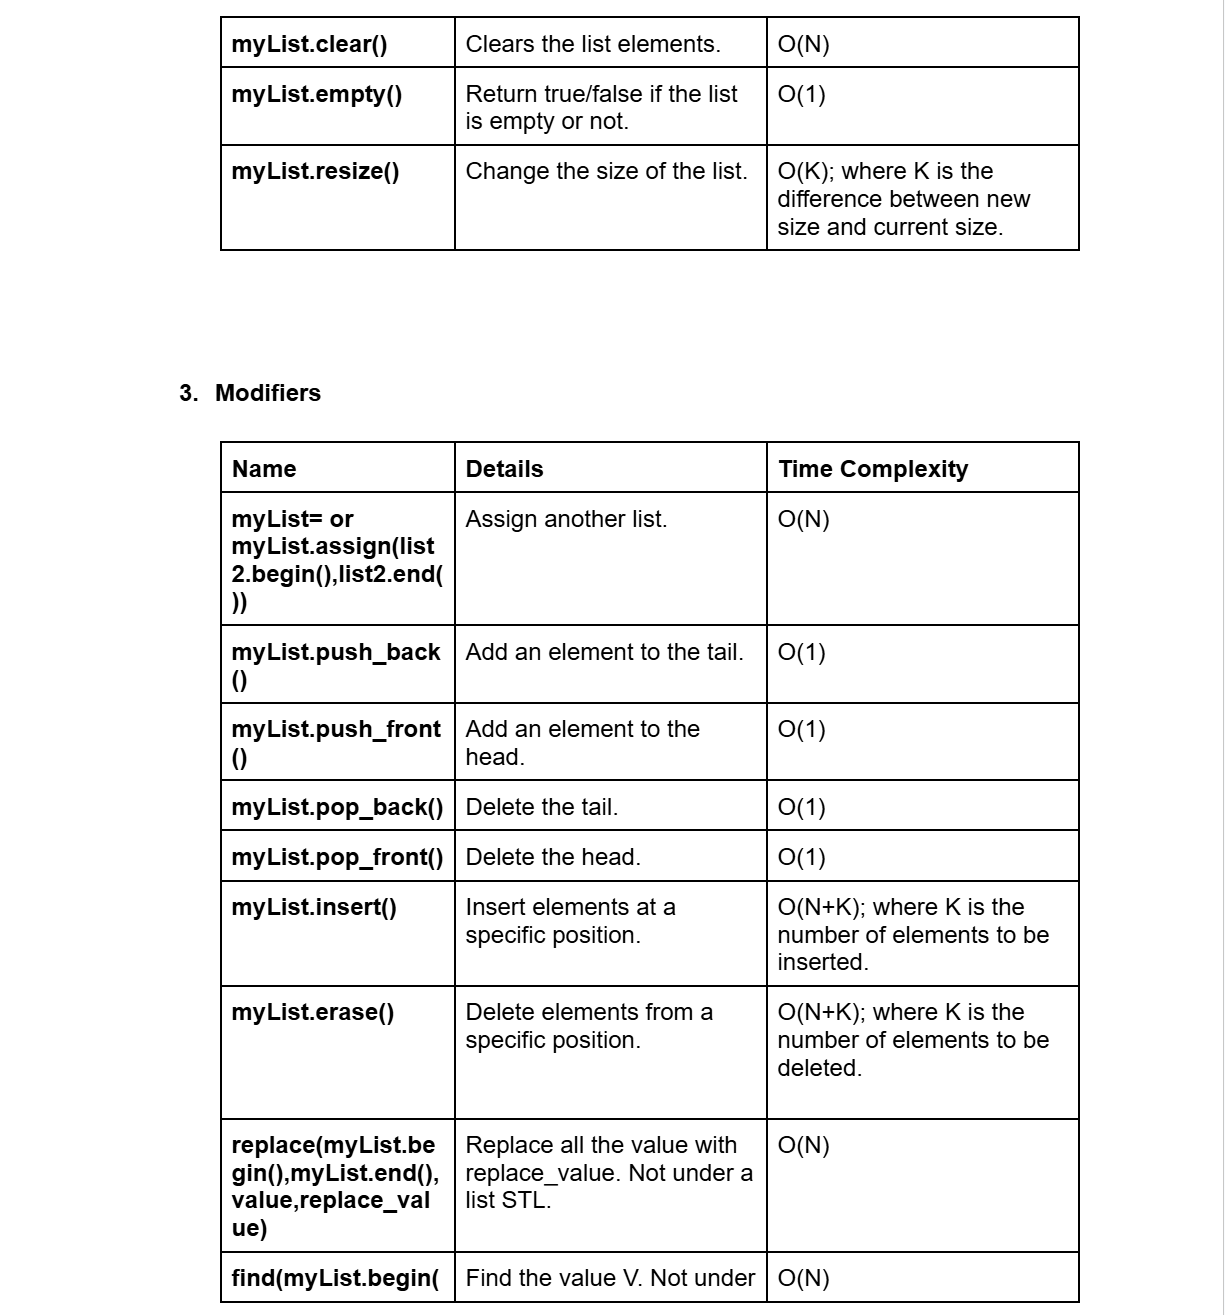 myList.clear() Clears the list elements. O(N)
myList.empty() Return true/false if the list O(1)
is empty or not.
myList.resize() Change the size of the list. O(K); where K is the
difference between new
size and current size.
3. Modifiers
Name Details Time Complexity
myList= or Assign another list. O(N)
myList.assign(list
2.begin(),list2.end(
))
myList.push_back Add an element to the tail. O(1)
()
myList.push_front Add an element to the O(1)
() head.
myList.pop_back() Delete the tail. O(1)
myList.pop_front() Delete the head. O(1)
myList.insert() Insert elements at a O(N+K); where K is the
specific position. number of elements to be
inserted.
myList.erase() Delete elements from a O(N+K); where K is the
specific position. number of elements to be
deleted.
replace(myList.be Replace all the value with O(N)
gin(),myList.end(), replace_value. Not under a
value,replace_val list STL.
ue)
find(myList.begin( Find the value V. Not under O(N)